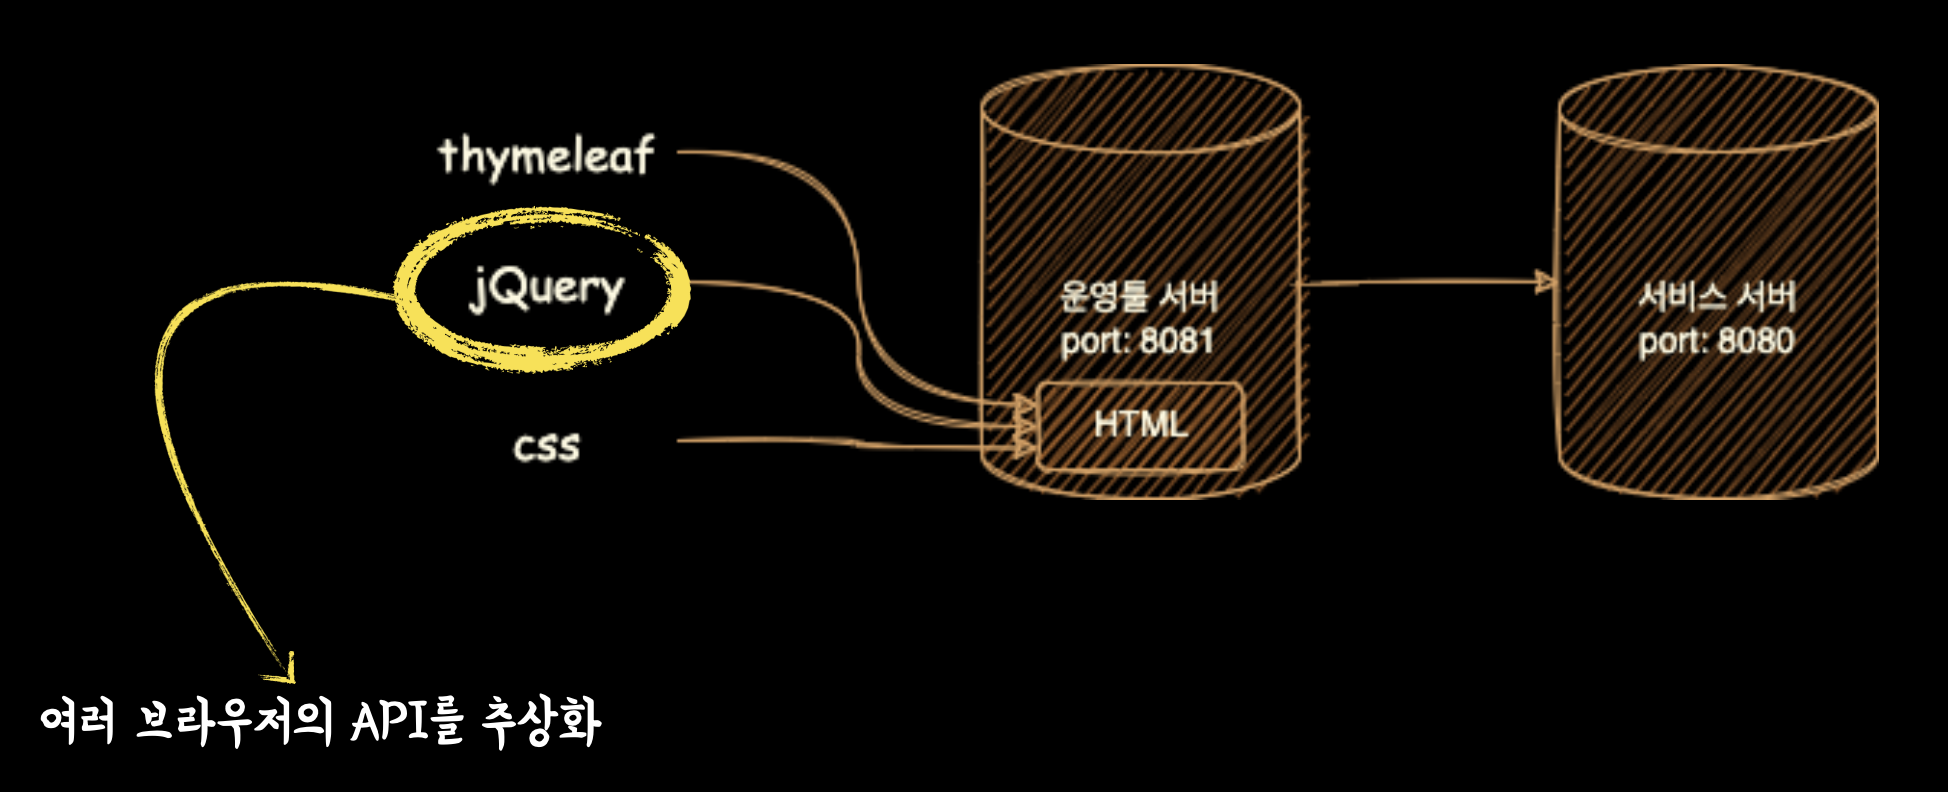 thymeleaf
jQuery
css
운영툴 서버
port: 8081
HTML
서비스 서버
port: 8080
여러 브라우저의 API를 추상화